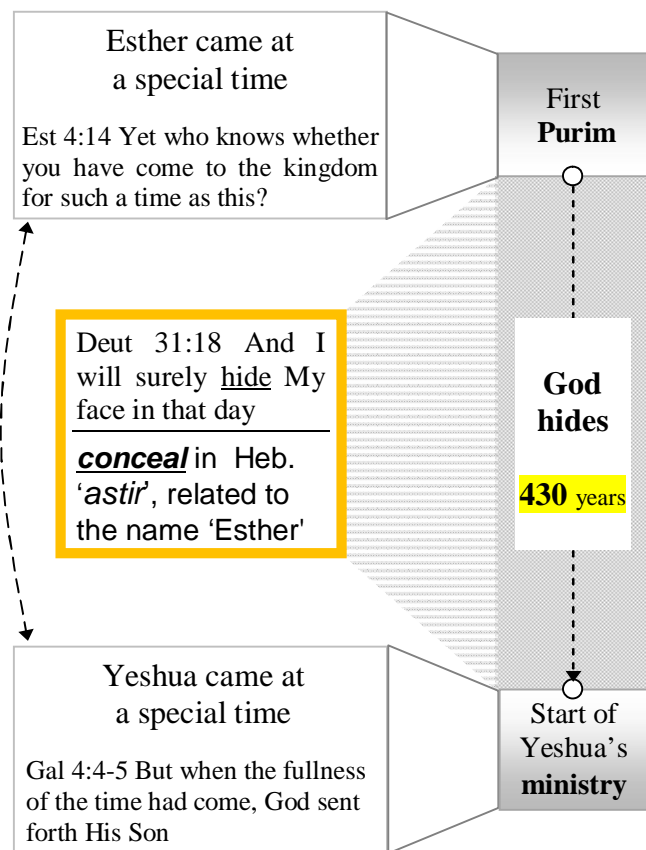 Esther came at
a special time
Est 4:14 Yet who knows whether
you have come to the kingdom
for such a time as this?
First
Purim
Deut 31:18 And I
will surely hide My
face in that day
conceal in Heb.
‘astir’, related to
the name ‘Esther'
God
hides
430 years
Yeshua came at
a special time
Gal 4:4-5 But when the fullness
of the time had come, God sent
forth His Son
Start of
Yeshua’s
ministry